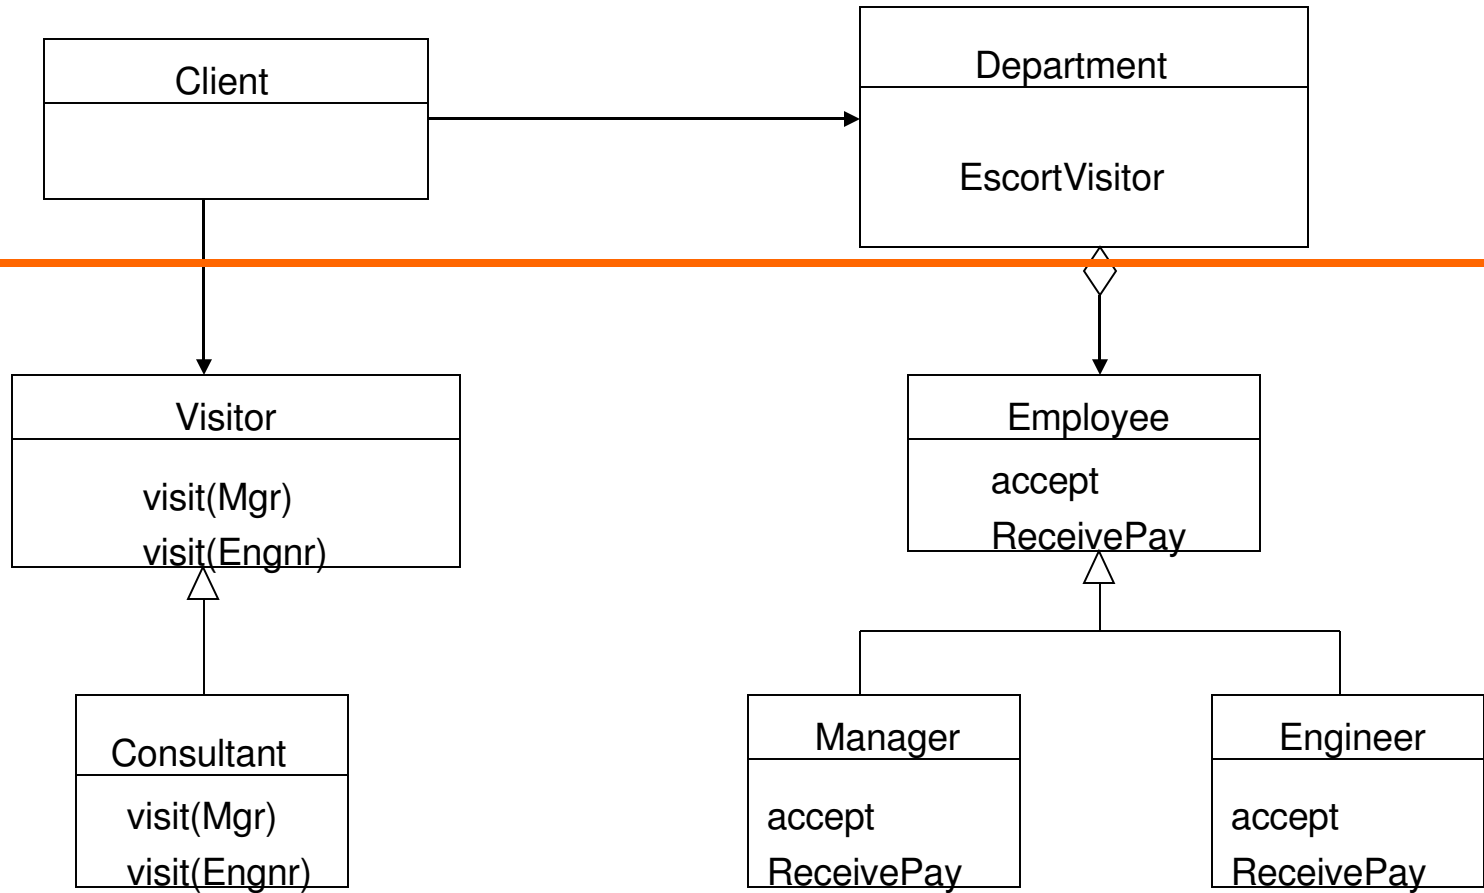 Client
Department
EscortVisitor
Visitor
visit(Mgr)
visit(Engnr)
Employee
accept
ReceivePay
Consultant
visit(Mgr)
visit(Engnr)
Manager
accept
ReceivePay
Engineer
accept
ReceivePay